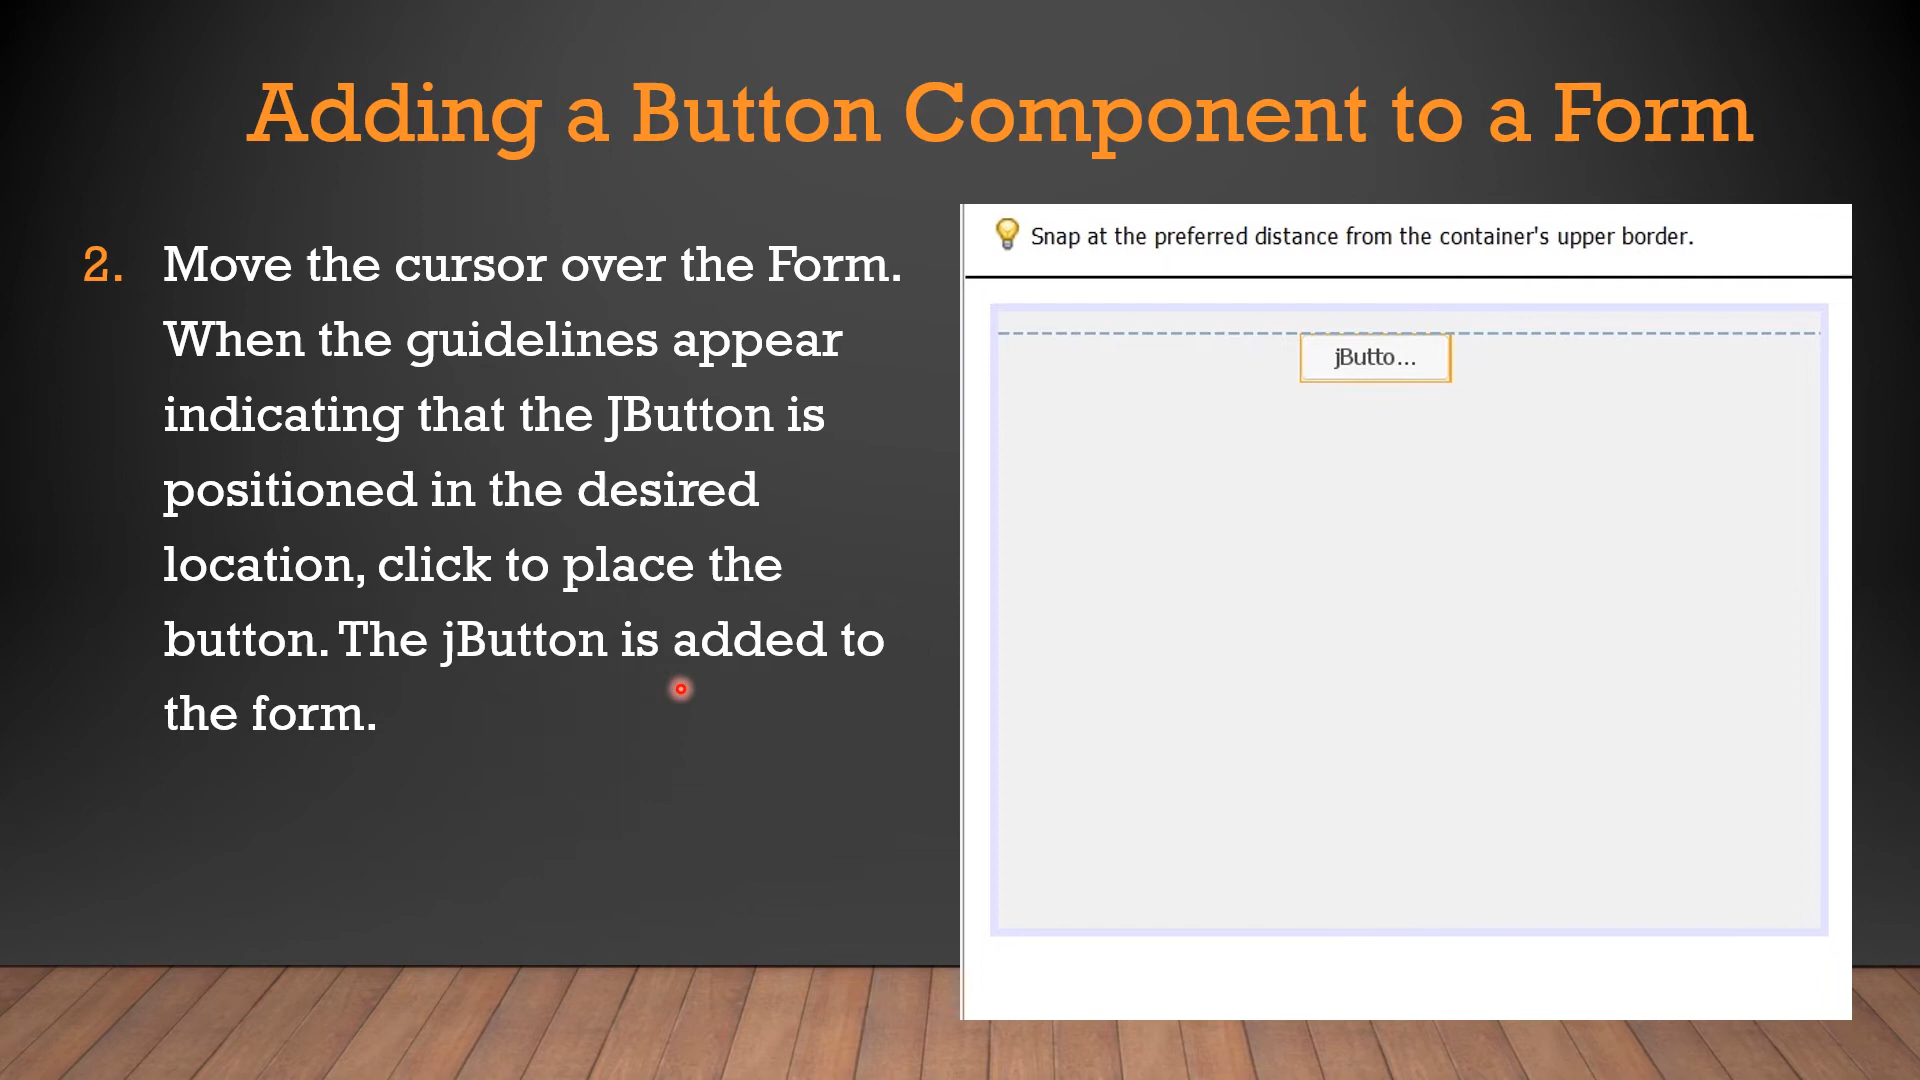 Adding a Button Component to a Form
2. Move the cursor over the Form.
When the guidelines appear
indicating that the JButton is
positioned in the desired
location, click to place the
button. The jButton is added to
the form.
Snap at the preferred distance from the container's upper border.
jButto...